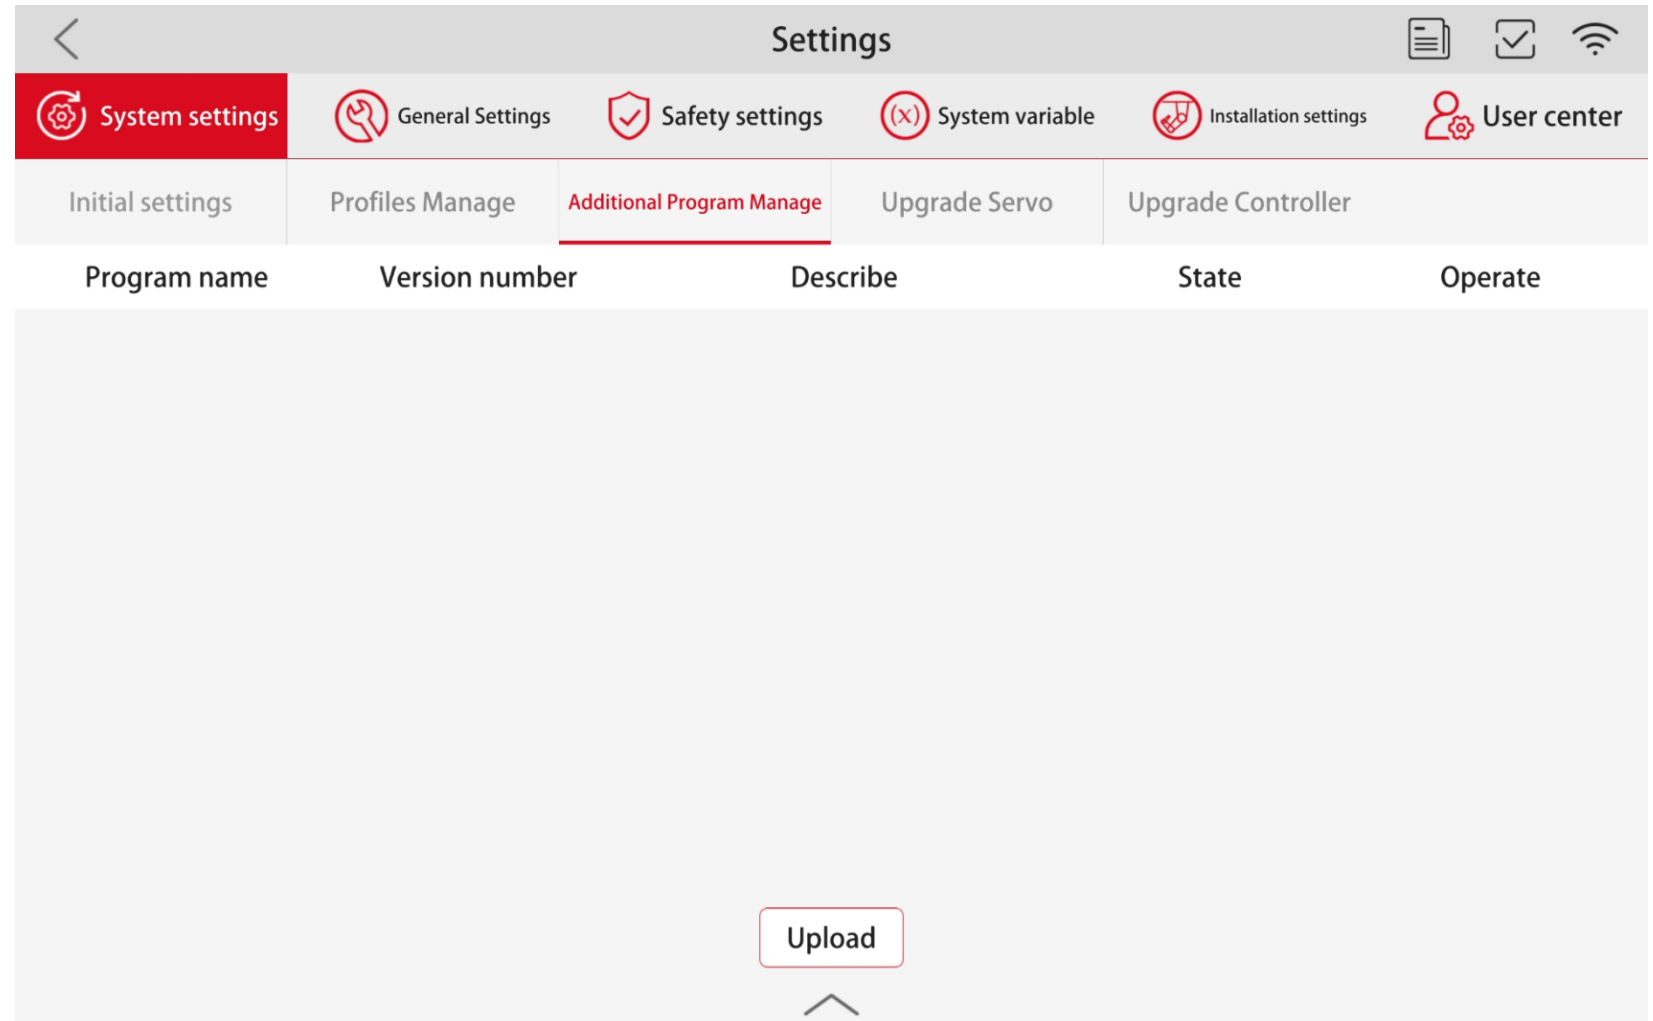 Settings
System settings
General Settings
Safety settings
(x) System variable
Installation settings
User center
Initial settings
Profiles Manage
Additional Program Manage
Upgrade Servo
Upgrade Controller
Program name
Version number
Describe
State
Operate
Upload